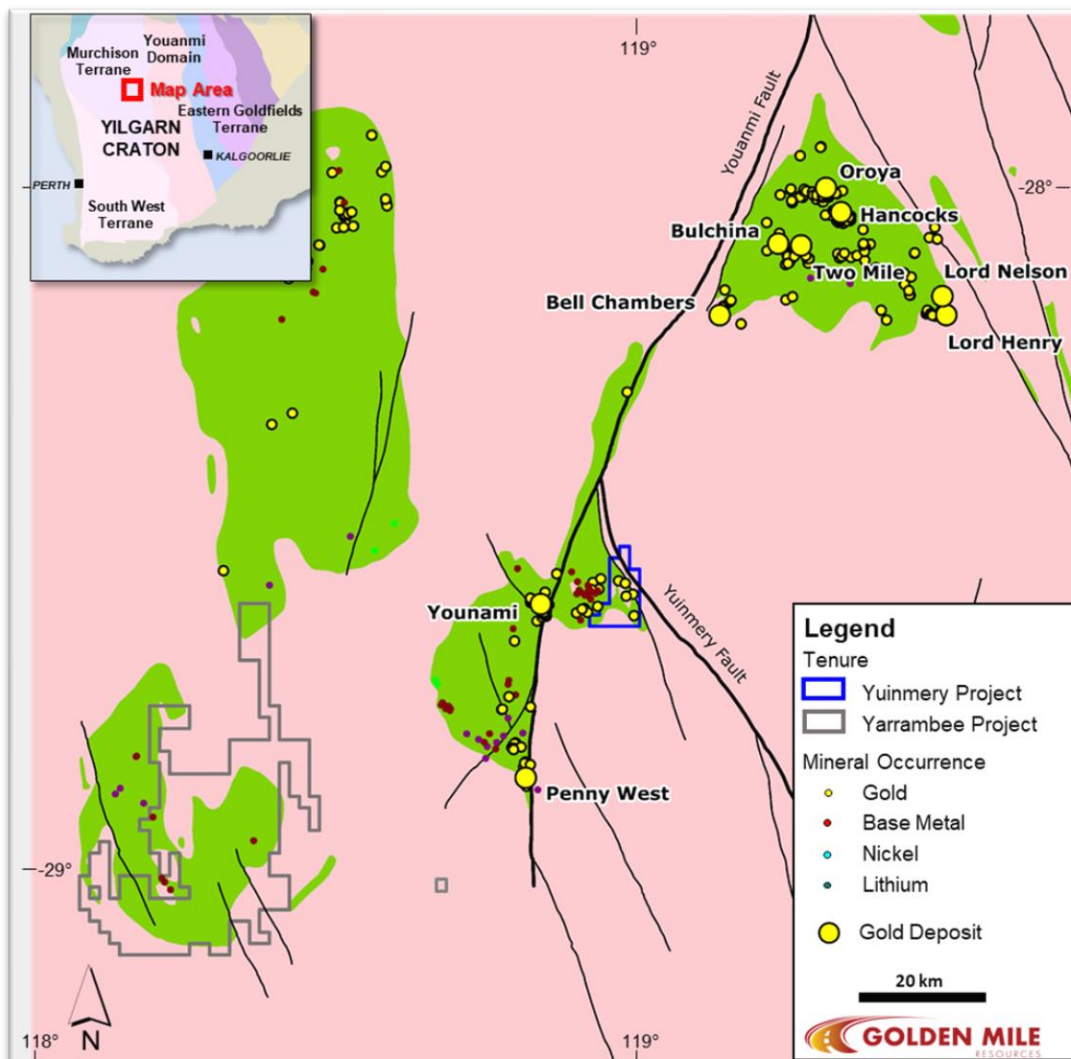 Murchison
Terrane
Youanmi
Domain
Map Area
Eastern Goldfields
Terrane
YILGARN
CRATON
KALGOORLIE
PERTH
South West
Terrane
119°
Youanmi Fault
-28°
Oroya
Hancocks
Bulchina
Two Mile
Lord Nelson
Bell Chambers
Lord Henry
Younami
Yuinmery Fault
Penny West
-29°
118°
119°
N
Legend
Tenure
Yuinmery Project
Yarrambee Project
Mineral Occurrence
Gold
Base Metal
Nickel
Lithium
Gold Deposit
20 km
GOLDEN MILE
RESOURCES